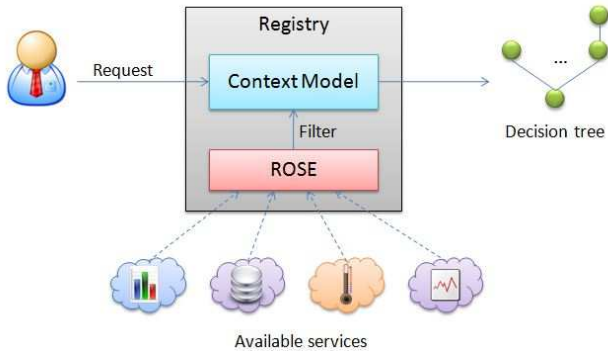 Registry
Request
Context Model
...
Filter
Decision tree
ROSE
Available services